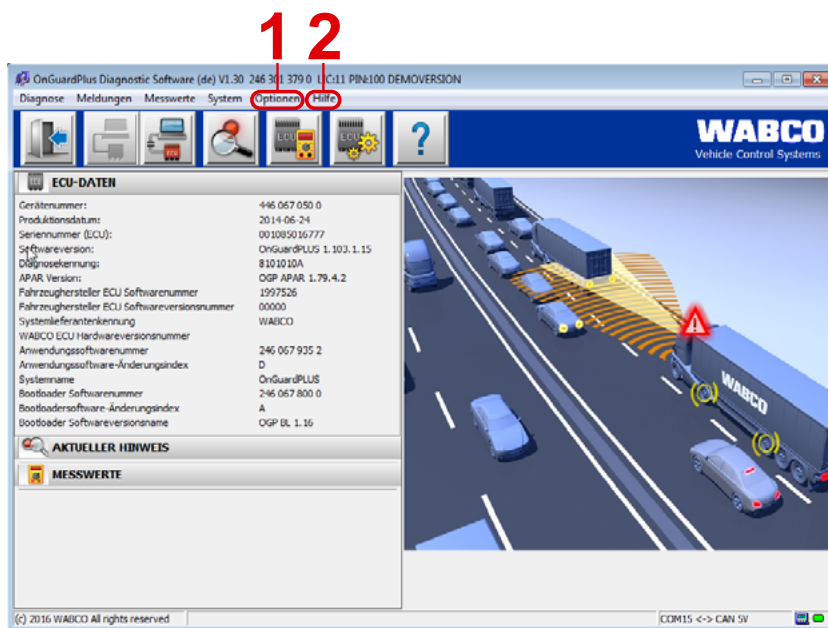 1 2
OnGuardPlus Diagnostic Software (de) V1.30 246 301 379 0 LIC:11 PIN:100 DEMOVERSION
Diagnose Meldungen Messwerte System Optionen Hilfe
ECU
ECU
?
WABCO
Vehicle Control Systems
ECU-DATEN
Gerätenummer: 446 067 050 0
Produktionsdatum: 2014-06-24
Seriennummer (ECU): 001085016777
Softwareversion: OnGuardPLUS 1.103.1.15
Diagnosekennung: 8101010A
APAR Version: OGP APAR 1.79.4.2
Fahrzeughersteller ECU Softwarenummer 1997526
Fahrzeughersteller ECU Softwareversionsnummer 00000
Systemlieferantenkennung WABCO
WABCO ECU Hardwareversionsnummer
Anwendungssoftwarenummer 246 067 935 2
Anwendungssoftware-Änderungsindex D
Systemname OnGuardPLUS
Bootloader Softwarenummer 246 067 800 0
Bootloadersoftware-Änderungsindex A
Bootloader Softwareversionsname OGP BL 1.16
AKTUELLER HINWEIS
MESSWERTE
WABCO
(c) 2016 WABCO All rights reserved
COM15 <-> CAN 5V